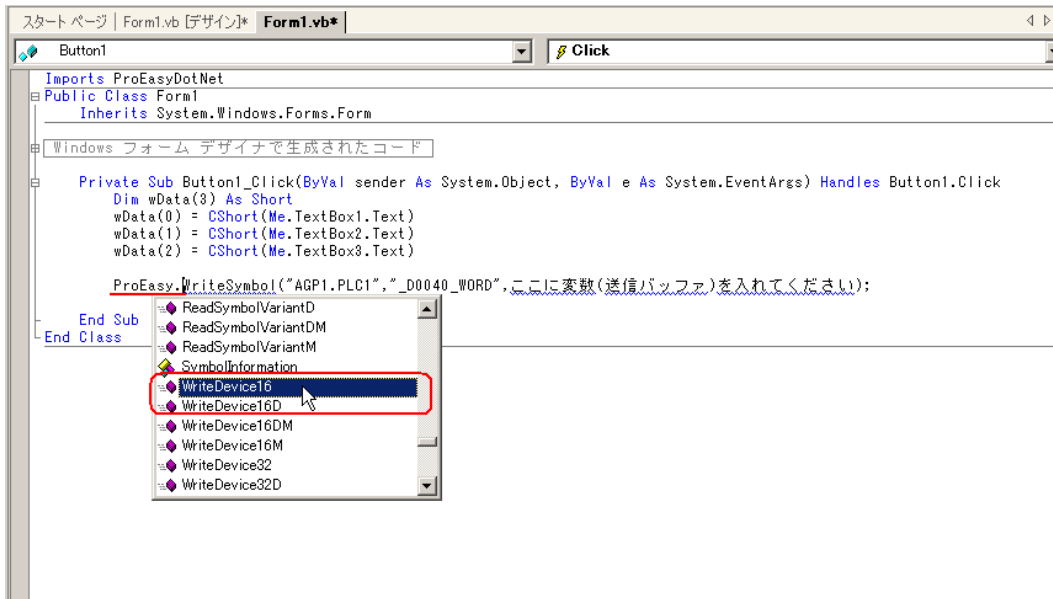 スタート ページ | Form1.vb [デザイン]* Form1.vb*
Button1 Click
Imports ProEasyDotNet
Public Class Form1
Inherits System.Windows.Forms.Form
Windows フォーム デザイナで生成されたコード
Private Sub Button1_Click(ByVal sender As System.Object, ByVal e As System.EventArgs) Handles Button1.Click
Dim wData(3) As Short
wData(0) = CShort(Me.TextBox1.Text)
wData(1) = CShort(Me.TextBox2.Text)
wData(2) = CShort(Me.TextBox3.Text)
ProEasy.WriteSymbol("AGP1.PLC1","_D0040_WORD",ここに変数(送信バッファ)を入れてください);
ReadSymbolVariantD
ReadSymbolVariantDM
ReadSymbolVariantM
SymbolInformation
WriteDevice16
WriteDevice16D
WriteDevice16DM
WriteDevice16M
WriteDevice32
WriteDevice32D
End Sub
End Class